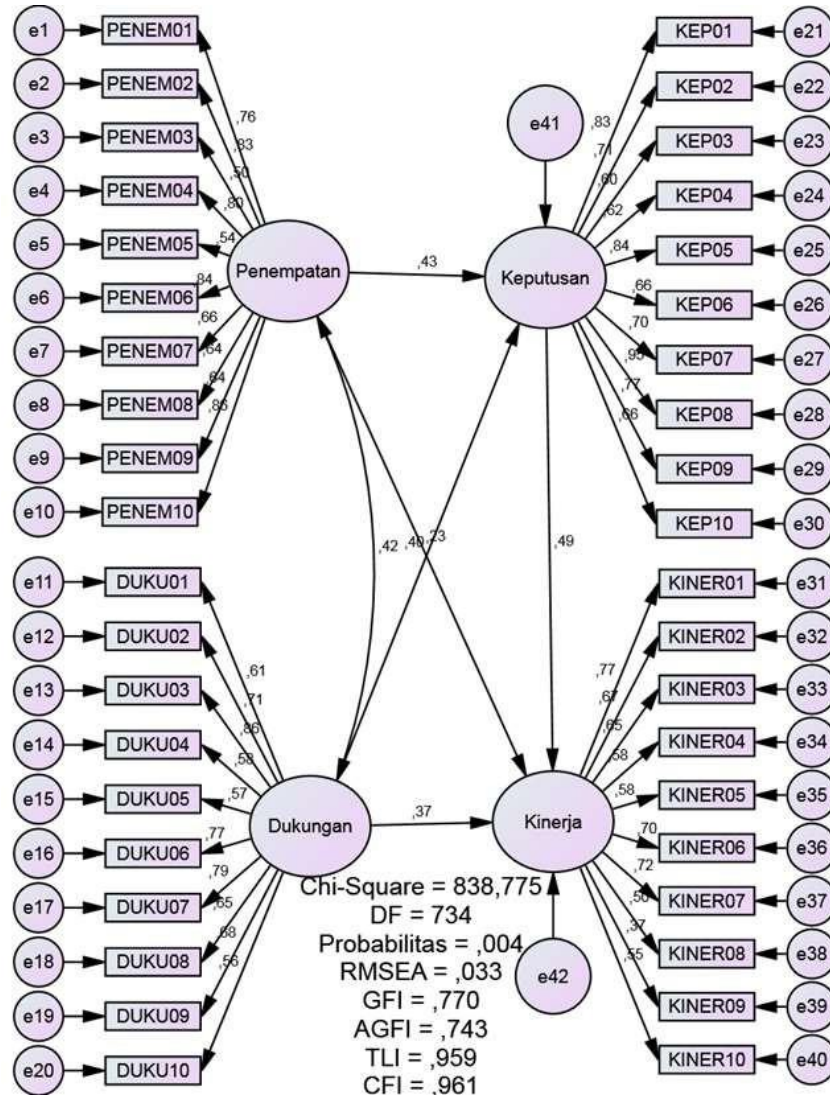 e1 PENEM01
e2 PENEM02
e3 PENEM03
e4 PENEM04
e5 PENEM05
e6 PENEM06
e7 PENEM07
e8 PENEM08
e9 PENEM09
e10 PENEM10
,76
,83
,50
,80
,54
,84
,66
,64
,84
Penempatan
,43
e41
Keputusan
KEP01 e21
KEP02 e22
KEP03 e23
KEP04 e24
KEP05 e25
KEP06 e26
KEP07 e27
KEP08 e28
KEP09 e29
KEP10 e30
,83
,71
,60
,62
,84
,66
,70
,77
,66
,42
,40
,23
,49
e11 DUKU01
e12 DUKU02
e13 DUKU03
e14 DUKU04
e15 DUKU05
e16 DUKU06
e17 DUKU07
e18 DUKU08
e19 DUKU09
e20 DUKU10
,61
,71
,58
,57
,77
,79
,65
,68
Dukungan
,37
Kinerja
KINER01 e31
KINER02 e32
KINER03 e33
KINER04 e34
KINER05 e35
KINER06 e36
KINER07 e37
KINER08 e38
KINER09 e39
KINER10 e40
,77
,67
,65
,58
,58
,70
,72
,37
,55
e42
Chi-Square = 838,775
DF = 734
Probabilitas = ,004
RMSEA = ,033
GFI = ,770
AGFI = ,743
TLI = ,959
CFI = ,961